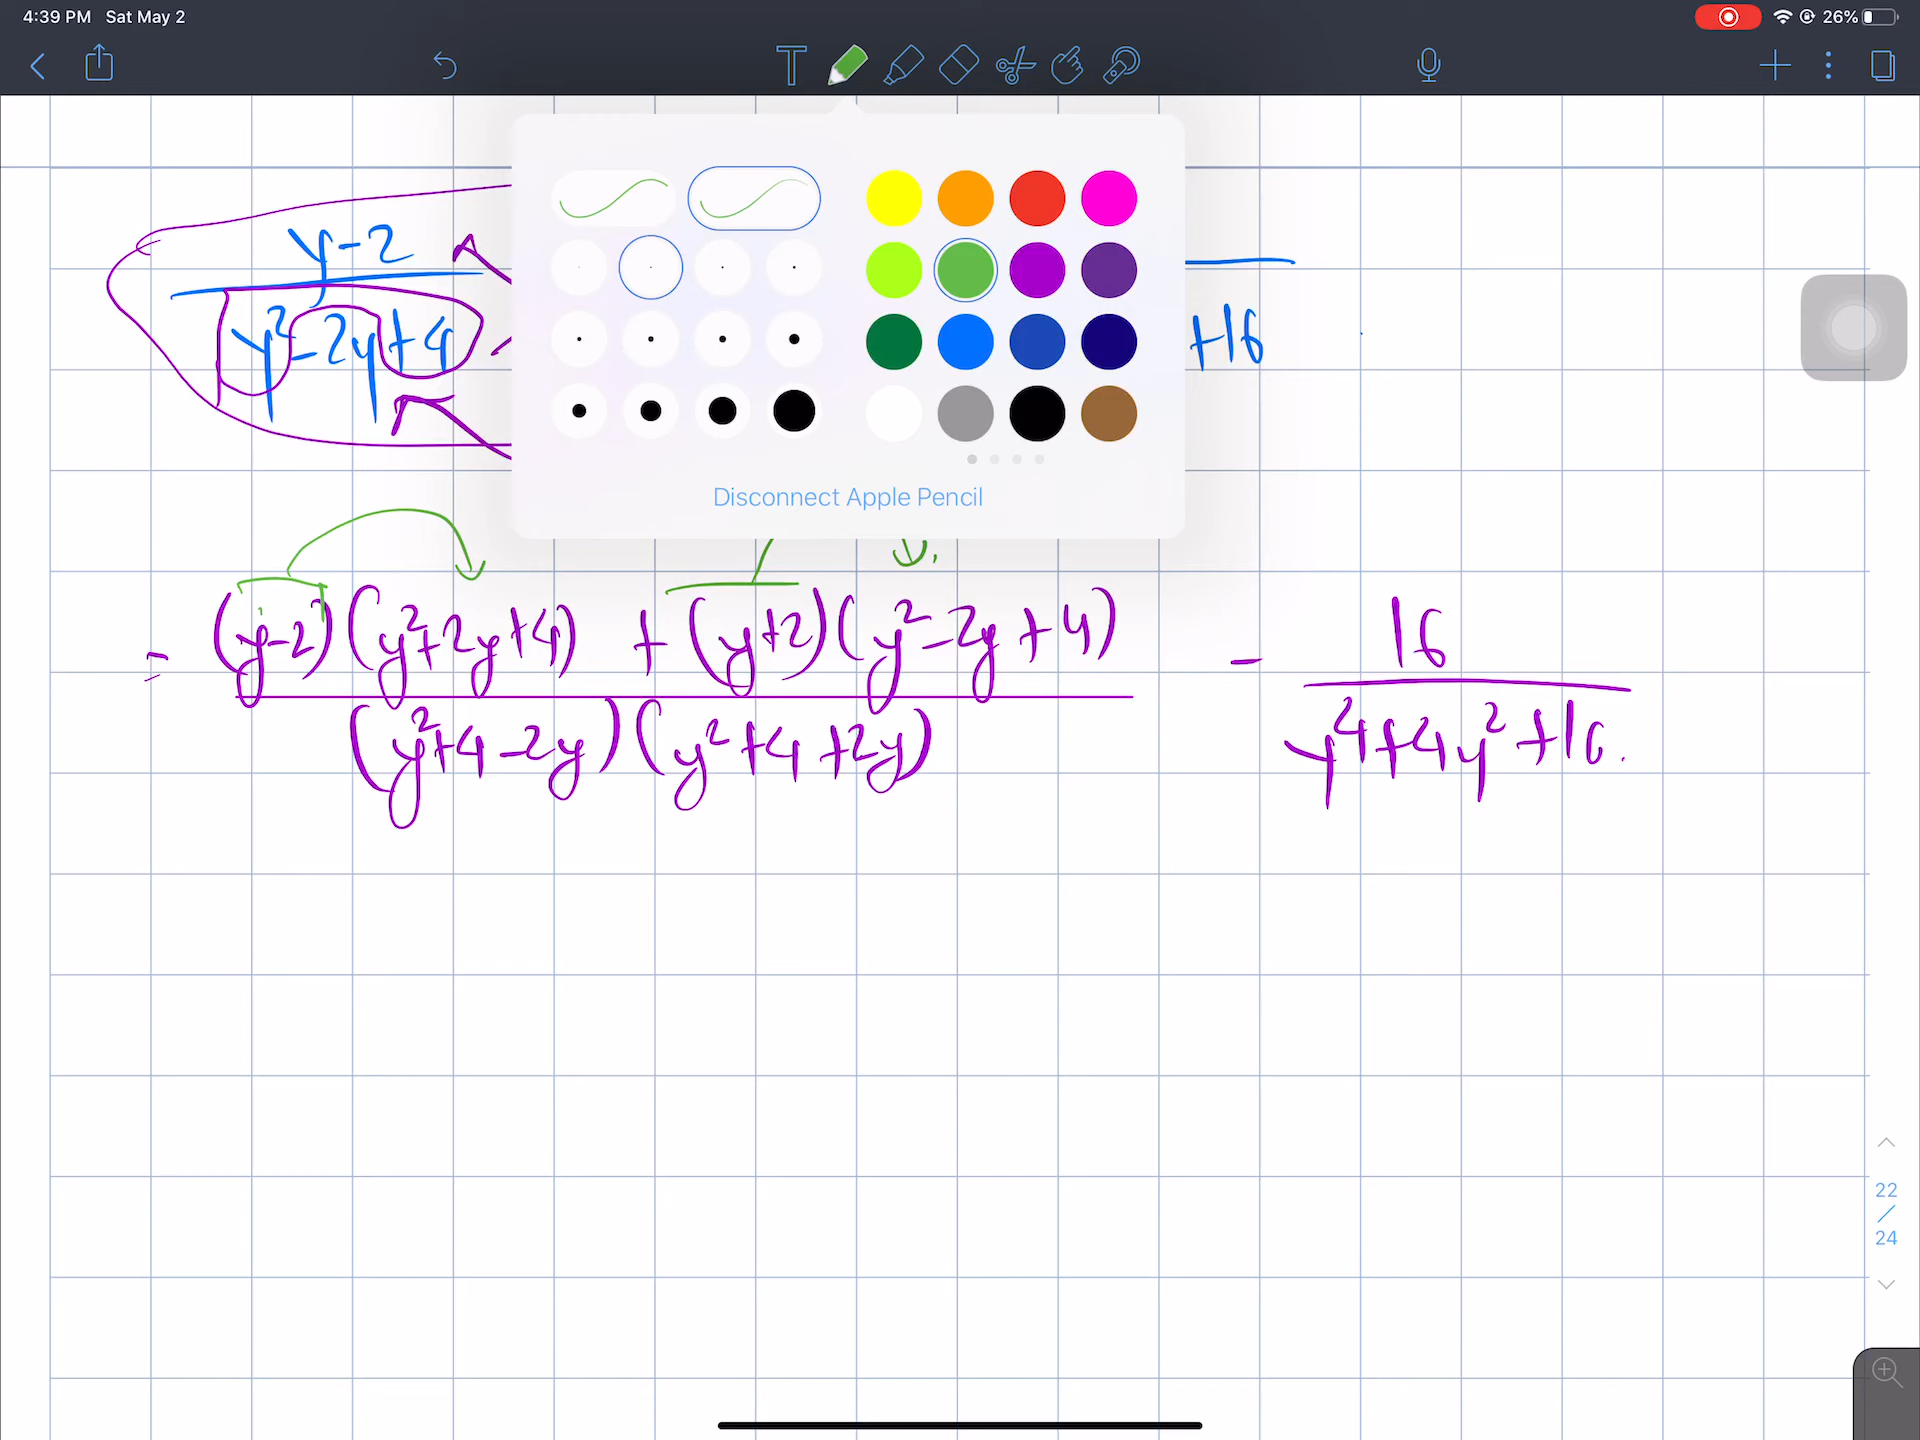 4:39 PM Sat May 2
26%
T
y-2
y²-2y+4
+16
Disconnect Apple Pencil
= (y-2)(y²+2y+4) + (y+2)(y²-2y+4) - 16
(y²+4-2y)(y²+4+2y) y⁴+4y²+16.
22
/
24